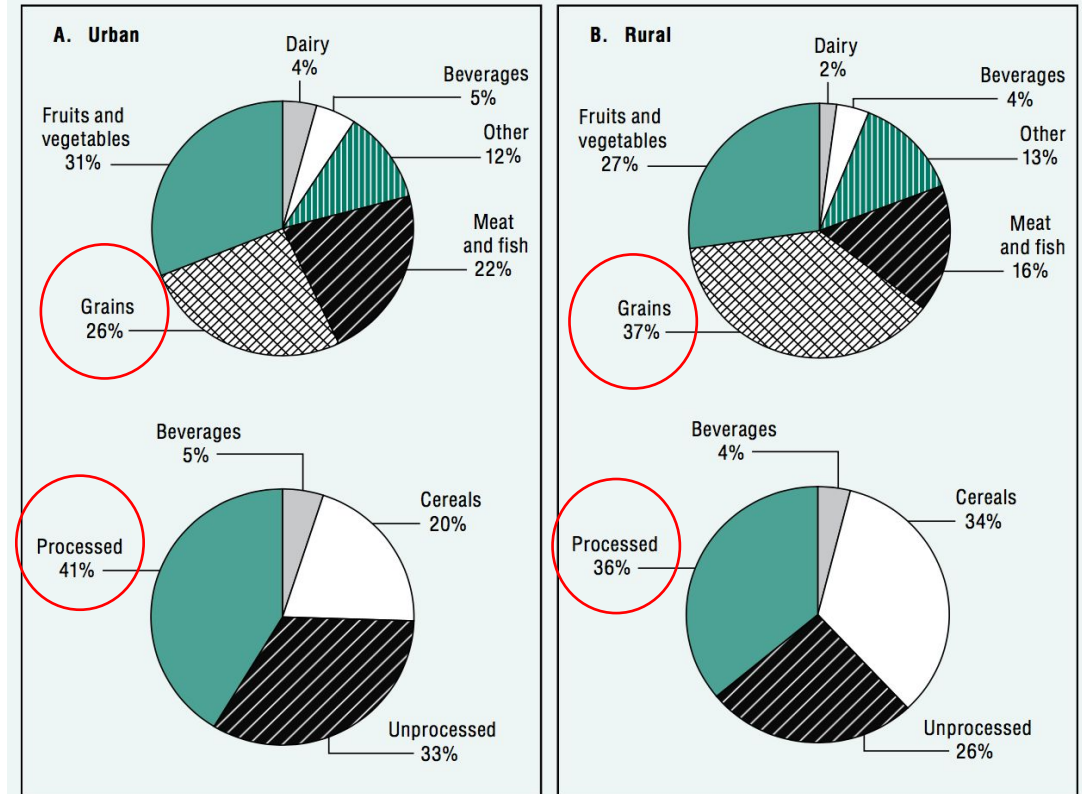 A. Urban
Dairy
4%
Beverages
5%
Other
12%
Meat
and fish
22%
Grains
26%
Fruits and
vegetables
31%
Beverages
5%
Cereals
20%
Unprocessed
33%
Processed
41%
B. Rural
Dairy
2%
Beverages
4%
Other
13%
Meat
and fish
16%
Grains
37%
Fruits and
vegetables
27%
Beverages
4%
Cereals
34%
Unprocessed
26%
Processed
36%